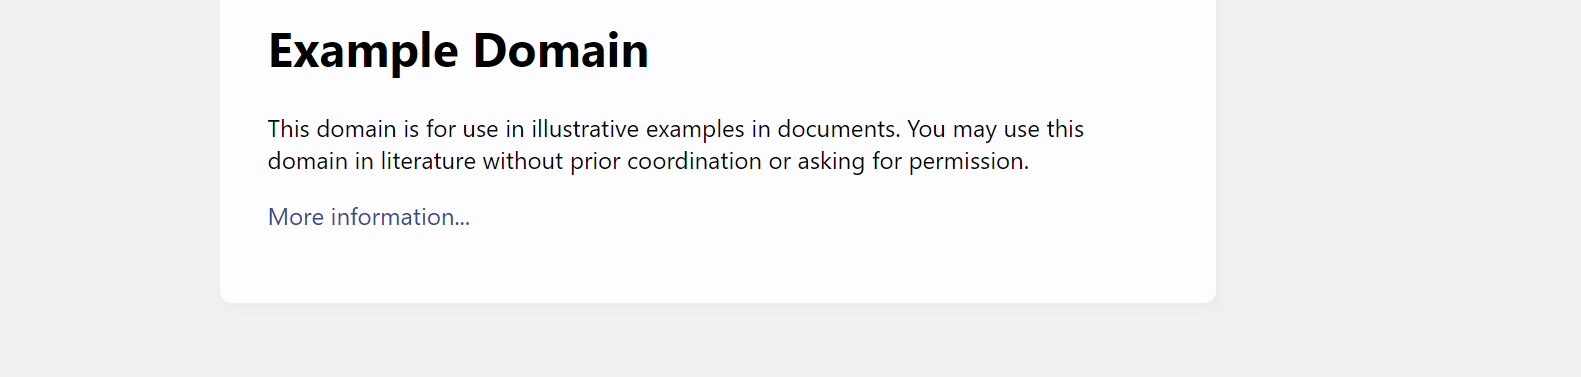 Example Domain
This domain is for use in illustrative examples in documents. You may use this
domain in literature without prior coordination or asking for permission.
More information...